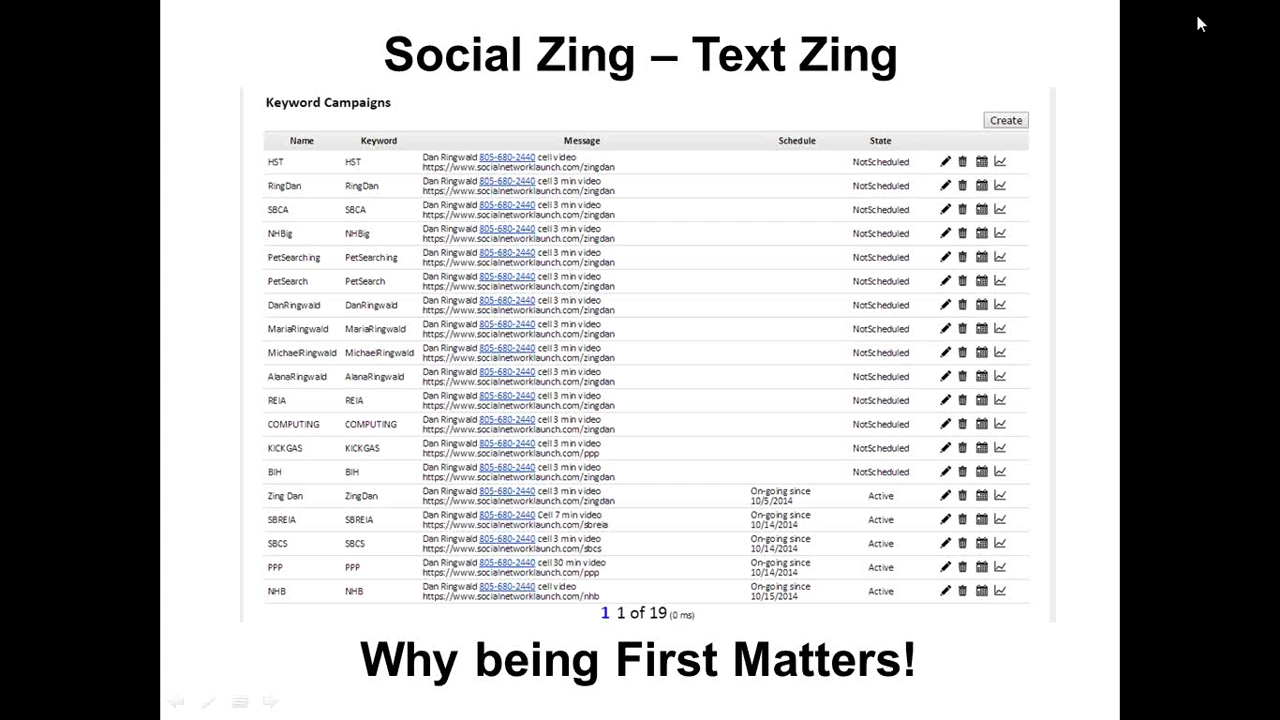 Social Zing – Text Zing
Keyword Campaigns
Create
Name Keyword Message Schedule State
HST HST Dan Ringwald 805-680-2440 cell video NotScheduled
https://www.socialnetworklaunch.com/zingdan
RingDan RingDan Dan Ringwald 805-680-2440 cell 3 min video NotScheduled
https://www.socialnetworklaunch.com/zingdan
SBCA SBCA Dan Ringwald 805-680-2440 cell 3 min video NotScheduled
https://www.socialnetworklaunch.com/zingdan
NHBig NHBig Dan Ringwald 805-680-2440 cell 3 min video NotScheduled
https://www.socialnetworklaunch.com/zingdan
PetSearching PetSearching Dan Ringwald 805-680-2440 cell 3 min video NotScheduled
https://www.socialnetworklaunch.com/zingdan
PetSearch PetSearch Dan Ringwald 805-680-2440 cell 3 min video NotScheduled
https://www.socialnetworklaunch.com/zingdan
DanRingwald DanRingwald Dan Ringwald 805-680-2440 cell 3 min video NotScheduled
https://www.socialnetworklaunch.com/zingdan
MariaRingwald MariaRingwald Dan Ringwald 805-680-2440 cell 3 min video NotScheduled
https://www.socialnetworklaunch.com/zingdan
MichaelRingwald MichaelRingwald Dan Ringwald 805-680-2440 cell 3 min video NotScheduled
https://www.socialnetworklaunch.com/zingdan
AlanaRingwald AlanaRingwald Dan Ringwald 805-680-2440 cell 3 min video NotScheduled
https://www.socialnetworklaunch.com/zingdan
REIA REIA Dan Ringwald 805-680-2440 cell 3 min video NotScheduled
https://www.socialnetworklaunch.com/zingdan
COMPUTING COMPUTING Dan Ringwald 805-680-2440 cell 3 min video NotScheduled
https://www.socialnetworklaunch.com/zingdan
KICKGAS KICKGAS Dan Ringwald 805-680-2440 cell 3 min video NotScheduled
https://www.socialnetworklaunch.com/ppp
BIH BIH Dan Ringwald 805-680-2440 cell 3 min video NotScheduled
https://www.socialnetworklaunch.com/zingdan
Zing Dan ZingDan Dan Ringwald 805-680-2440 cell 3 min video On-going since Active
https://www.socialnetworklaunch.com/zingdan 10/5/2014
SBREIA SBREIA Dan Ringwald 805-680-2440 Cell 7 min video On-going since Active
https://www.socialnetworklaunch.com/sbreia 10/14/2014
SBCS SBCS Dan Ringwald 805-680-2440 cell 3 min video On-going since Active
https://www.socialnetworklaunch.com/sbcs 10/14/2014
PPP PPP Dan Ringwald 805-680-2440 cell 30 min video On-going since Active
https://www.socialnetworklaunch.com/ppp 10/14/2014
NHB NHB Dan Ringwald 805-680-2440 cell video On-going since Active
https://www.socialnetworklaunch.com/nhb 10/15/2014
1 1 of 19 (0 ms)
Why being First Matters!